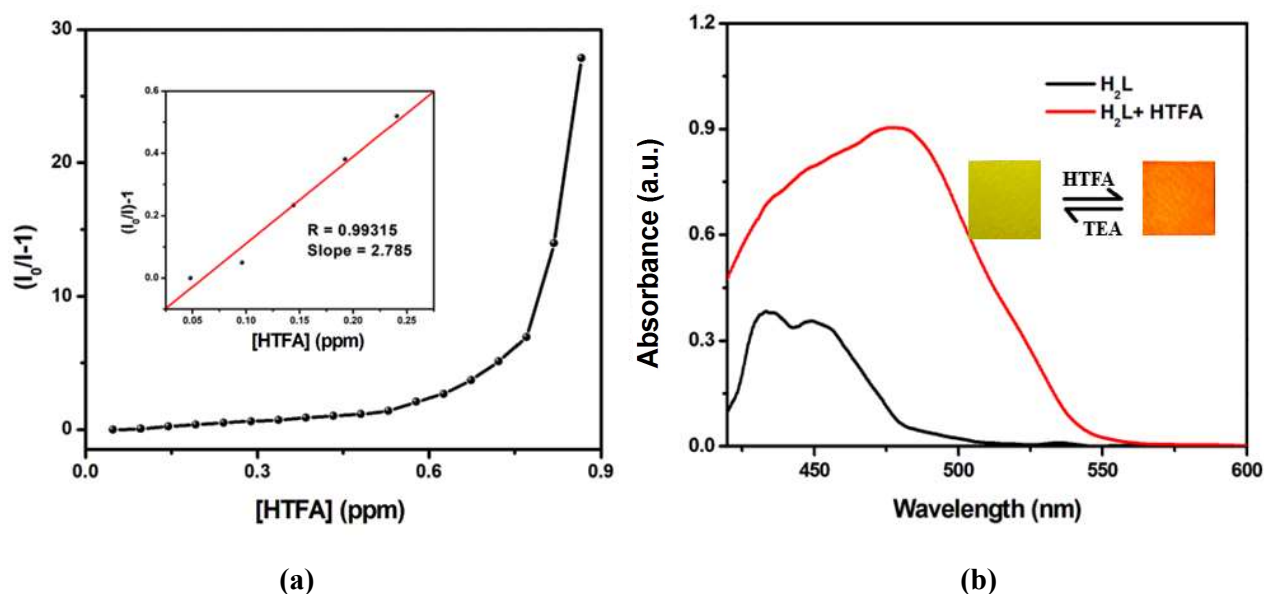 30
20
10
0
0.0 0.3 0.6 0.9
(I₀/I-1)
[HTFA] (ppm)
0.6
0.4
0.2
0.0
0.05 0.10 0.15 0.20 0.25
(I₀/I)-1
[HTFA] (ppm)
R = 0.99315
Slope = 2.785
(a)
1.2
0.9
0.6
0.3
0.0
450 500 550 600
Absorbance (a.u.)
Wavelength (nm)
H₂L
H₂L+ HTFA
HTFA
TEA
(b)